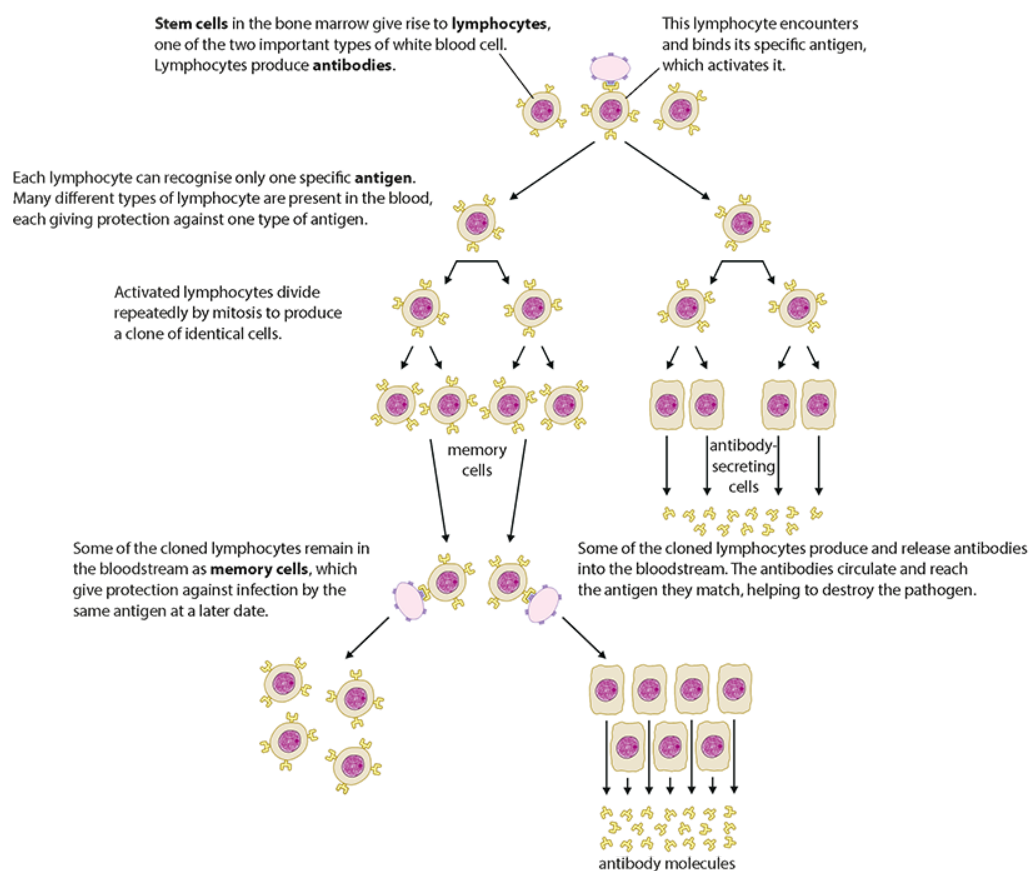 Stem cells in the bone marrow give rise to lymphocytes,
one of the two important types of white blood cell.
Lymphocytes produce antibodies.
This lymphocyte encounters
and binds its specific antigen,
which activates it.
Each lymphocyte can recognise only one specific antigen.
Many different types of lymphocyte are present in the blood,
each giving protection against one type of antigen.
Activated lymphocytes divide
repeatedly by mitosis to produce
a clone of identical cells.
memory
cells
antibody-
secreting
cells
Some of the cloned lymphocytes remain in
the bloodstream as memory cells, which
give protection against infection by the
same antigen at a later date.
Some of the cloned lymphocytes produce and release antibodies
into the bloodstream. The antibodies circulate and reach
the antigen they match, helping to destroy the pathogen.
antibody molecules